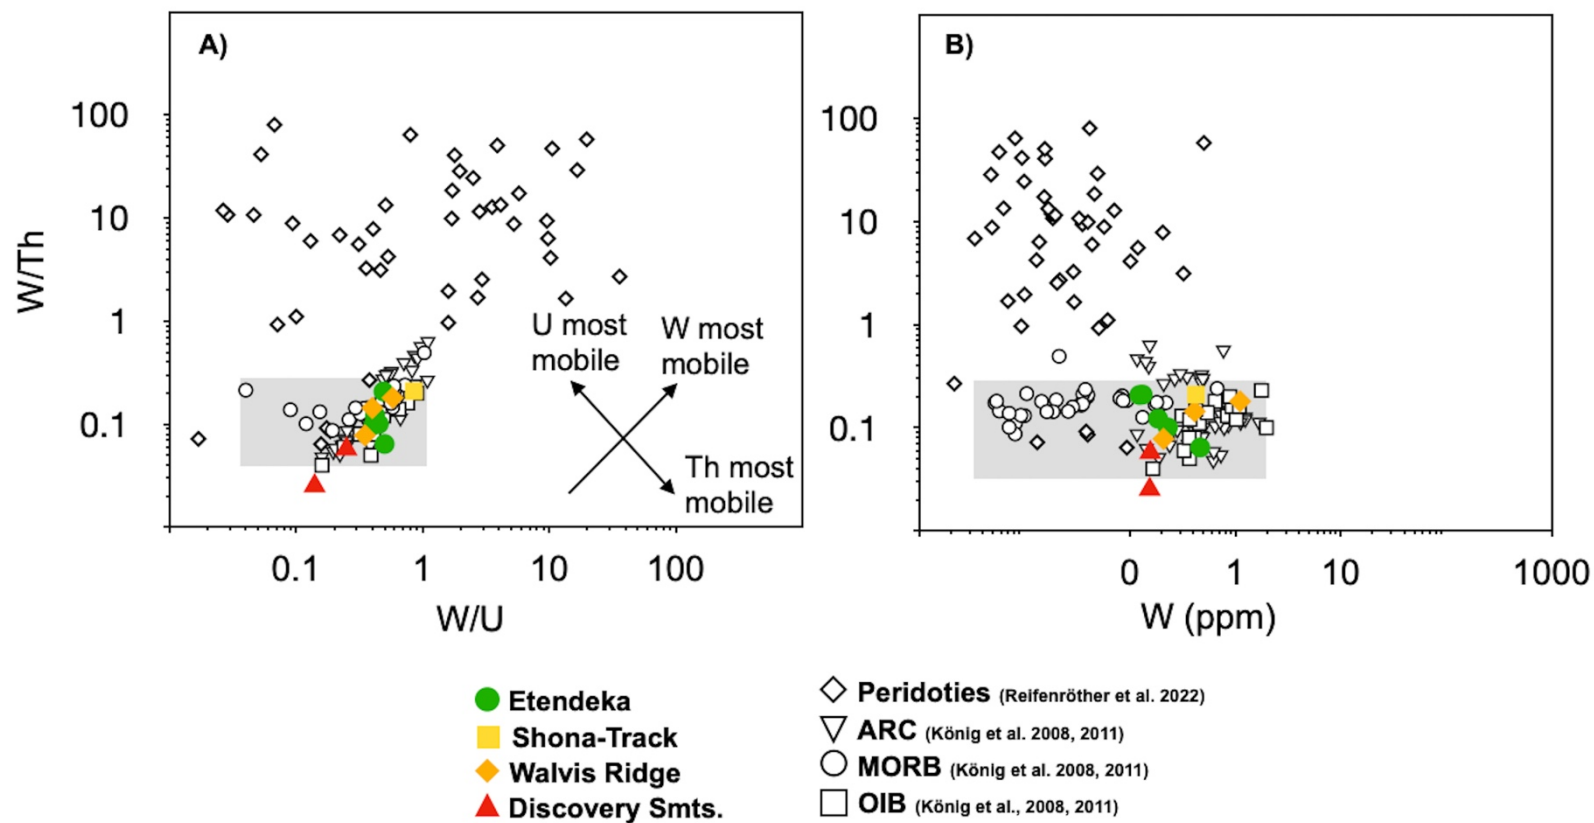 A)
B)
W/Th
100
10
1
0.1
U most
mobile
W most
mobile
Th most
mobile
0.1
1
10
100
W/U
100
10
1
0.1
0
1
10
1000
W (ppm)
Etendeka
Shona-Track
Walvis Ridge
Discovery Smts.
Peridoties (Reifenröther et al. 2022)
ARC (König et al. 2008, 2011)
MORB (König et al. 2008, 2011)
OIB (König et al., 2008, 2011)